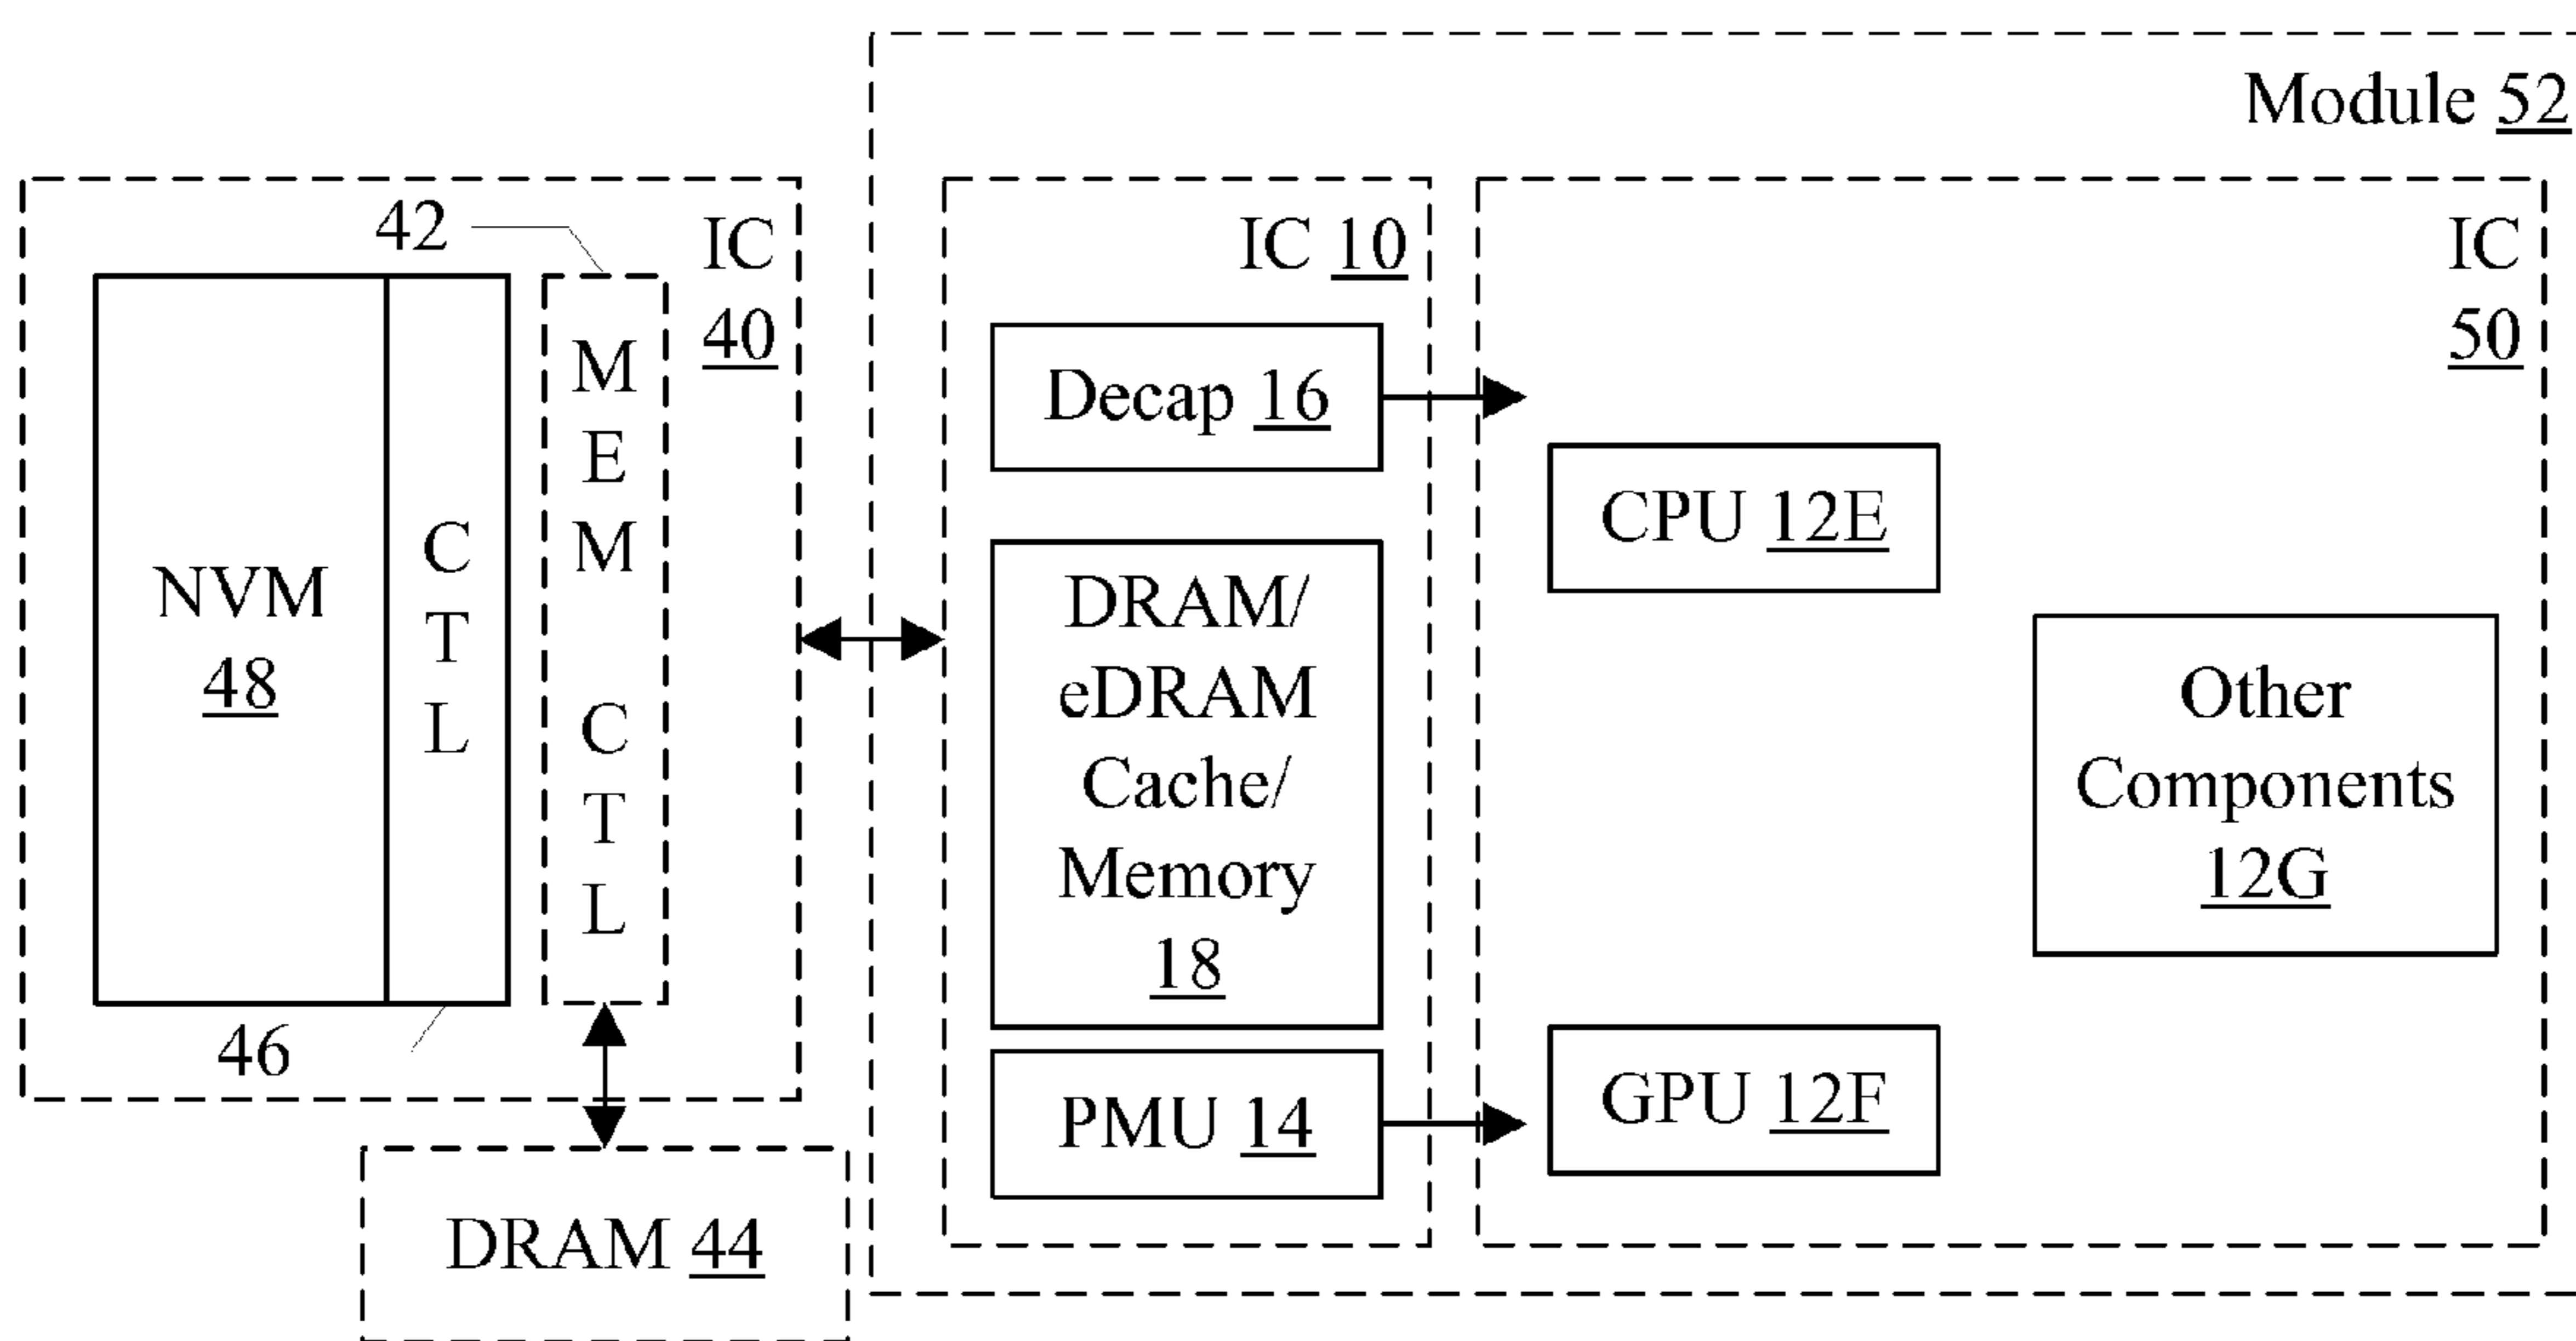 Module 52
42
IC
40
NVM
48
C
T
L
M
E
M
C
T
L
46
DRAM 44
IC 10
Decap 16
DRAM/
eDRAM
Cache/
Memory
18
PMU 14
IC
50
CPU 12E
Other
Components
12G
GPU 12F